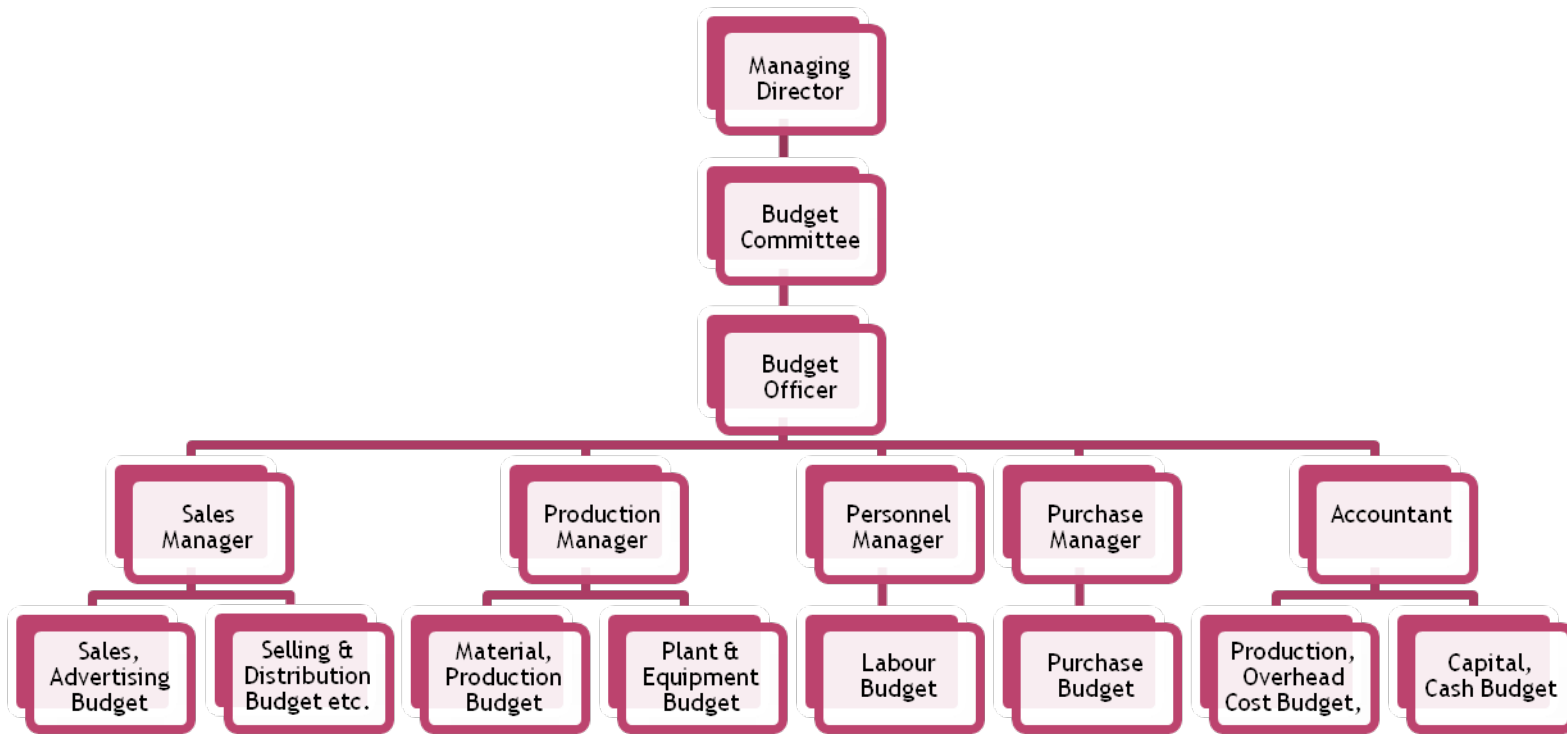 Managing
Director
Budget
Committee
Budget
Officer
Sales
Manager
Production
Manager
Personnel
Manager
Purchase
Manager
Accountant
Sales,
Advertising
Budget
Selling &
Distribution
Budget etc.
Material,
Production
Budget
Plant &
Equipment
Budget
Labour
Budget
Purchase
Budget
Production,
Overhead
Cost Budget,
Capital,
Cash Budget